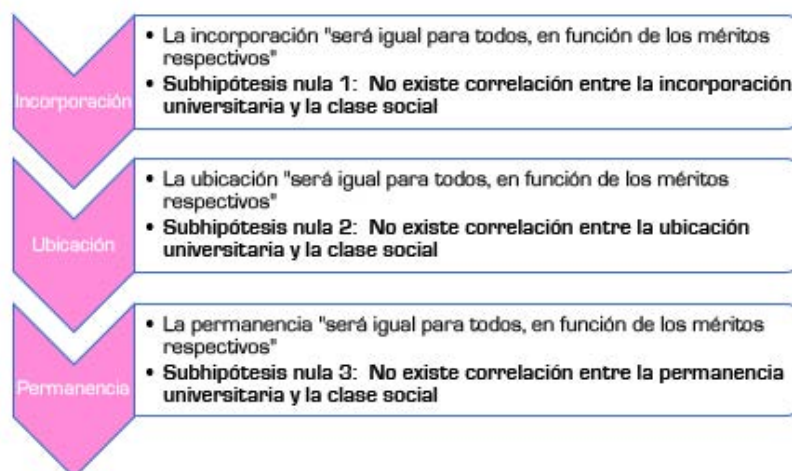 Incorporación
• La incorporación "será igual para todos, en función de los méritos
respectivos"
• Subhipótesis nula 1: No existe correlación entre la incorporación
universitaria y la clase social
Ubicación
• La ubicación "será igual para todos, en función de los méritos
respectivos"
• Subhipótesis nula 2: No existe correlación entre la ubicación
universitaria y la clase social
Permanencia
• La permanencia "será igual para todos, en función de los méritos
respectivos"
• Subhipótesis nula 3: No existe correlación entre la permanencia
universitaria y la clase social